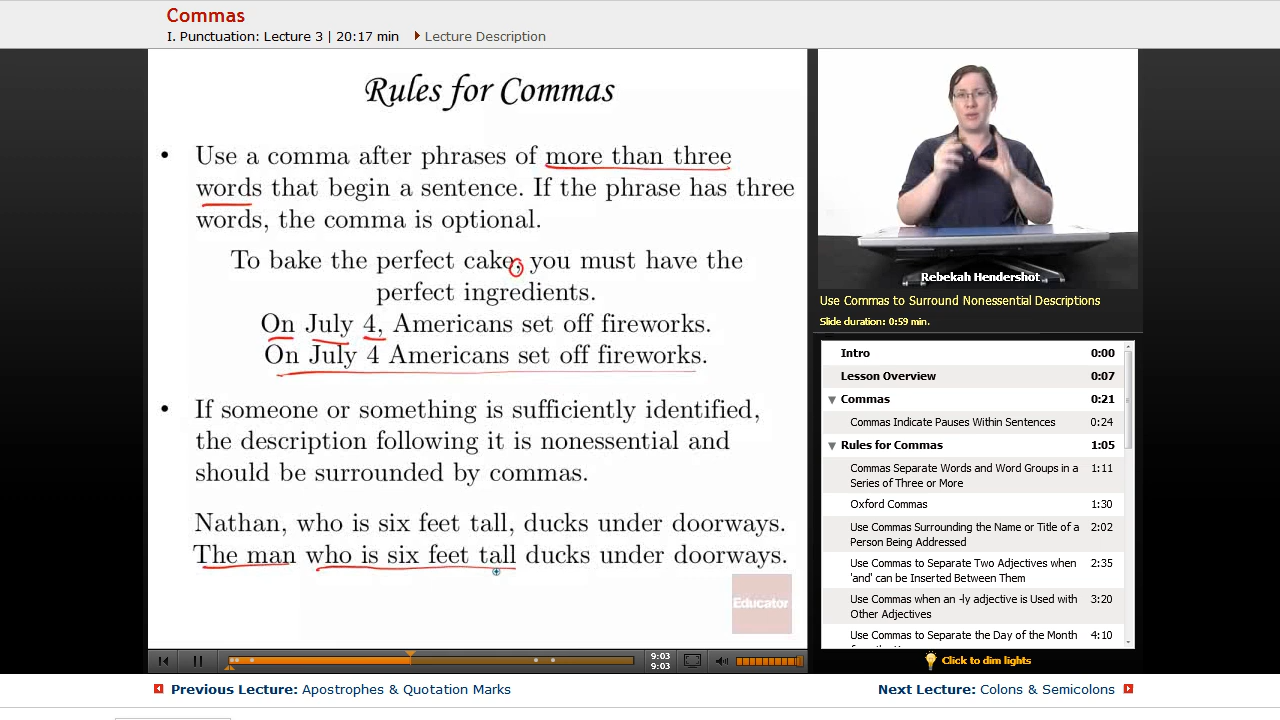 Commas
I. Punctuation: Lecture 3 | 20:17 min
Lecture Description
Rules for Commas
• Use a comma after phrases of more than three
words that begin a sentence. If the phrase has three
words, the comma is optional.
To bake the perfect cake, you must have the
perfect ingredients.
On July 4, Americans set off fireworks.
On July 4 Americans set off fireworks.
• If someone or something is sufficiently identified,
the description following it is nonessential and
should be surrounded by commas.
Nathan, who is six feet tall, ducks under doorways.
The man who is six feet tall ducks under doorways.
Educator
9:03
9:03
Rebekah Hendershot
Use Commas to Surround Nonessential Descriptions
Slide duration: 0:59 min.
Intro 0:00
Lesson Overview 0:07
Commas 0:21
Commas Indicate Pauses Within Sentences 0:24
Rules for Commas 1:05
Commas Separate Words and Word Groups in a 1:11
Series of Three or More
Oxford Commas 1:30
Use Commas Surrounding the Name or Title of a 2:02
Person Being Addressed
Use Commas to Separate Two Adjectives when 2:35
'and' can be Inserted Between Them
Use Commas when an -ly adjective is Used with 3:20
Other Adjectives
Use Commas to Separate the Day of the Month 4:10
Click to dim lights
Previous Lecture: Apostrophes & Quotation Marks
Next Lecture: Colons & Semicolons